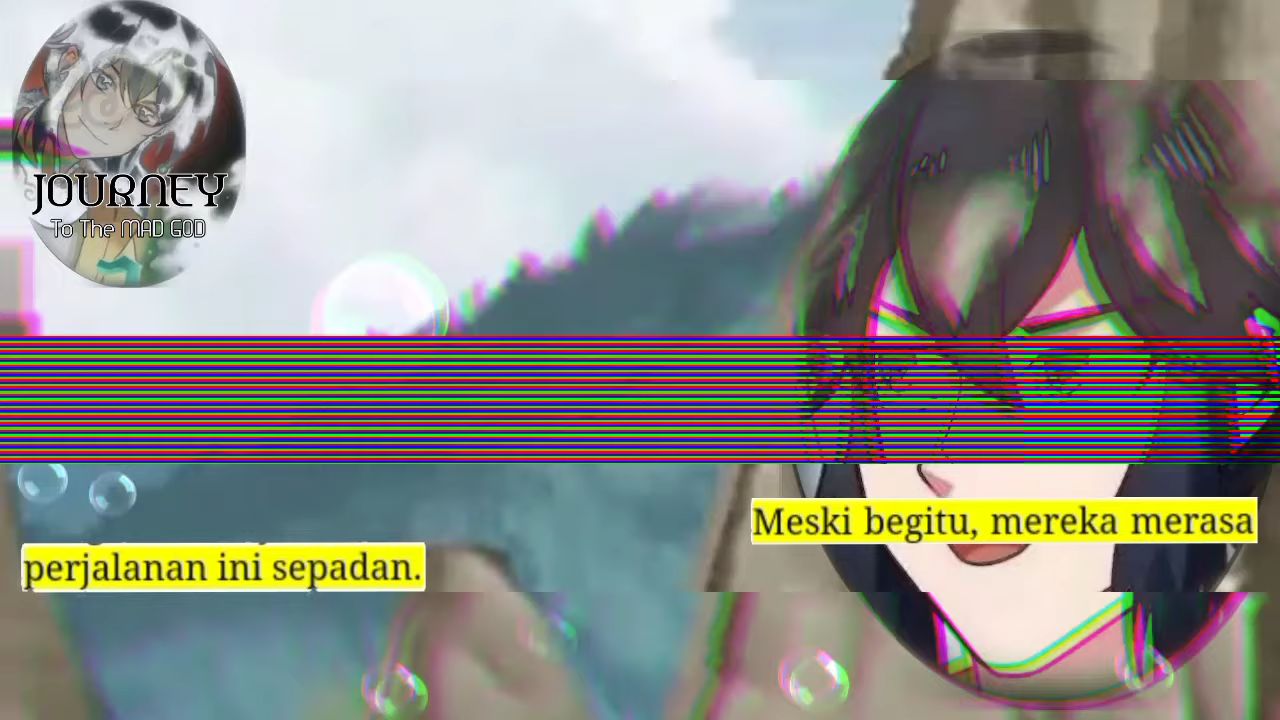 JOURNEY
To The MAD GOD
Meski begitu, mereka merasa
perjalanan ini sepadan.